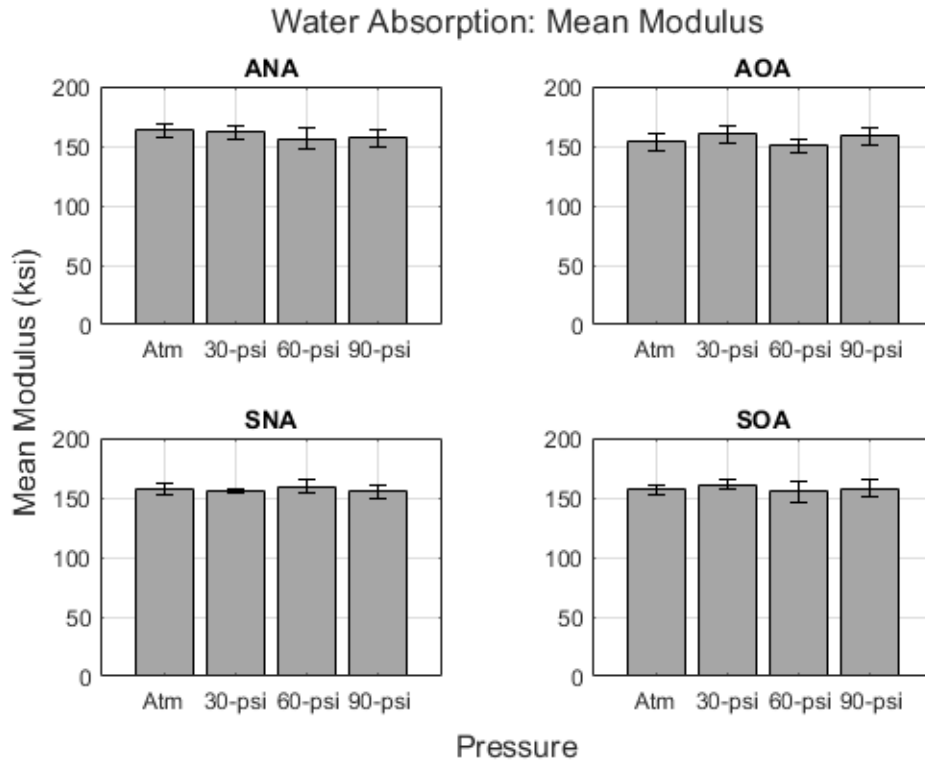 Water Absorption: Mean Modulus
ANA
200
150
100
50
0
Atm 30-psi 60-psi 90-psi
AOA
200
150
100
50
0
Atm 30-psi 60-psi 90-psi
SNA
200
150
100
50
0
Atm 30-psi 60-psi 90-psi
SOA
200
150
100
50
0
Atm 30-psi 60-psi 90-psi
Mean Modulus (ksi)
Pressure